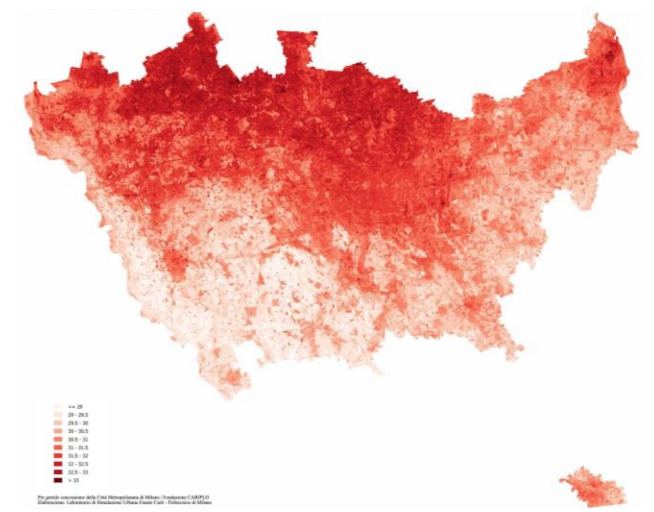 <= 29
29 - 29.5
29.5 - 30
30 - 30.5
30.5 - 31
31 - 31.5
31.5 - 32
32 - 32.5
32.5 - 33
> 33
Per gentile concessione della Città Metropolitana di Milano | Fondazione CARIPLO
Elaborazione: Laboratorio di Simulazione Urbana Fausto Curti - Politecnico di Milano